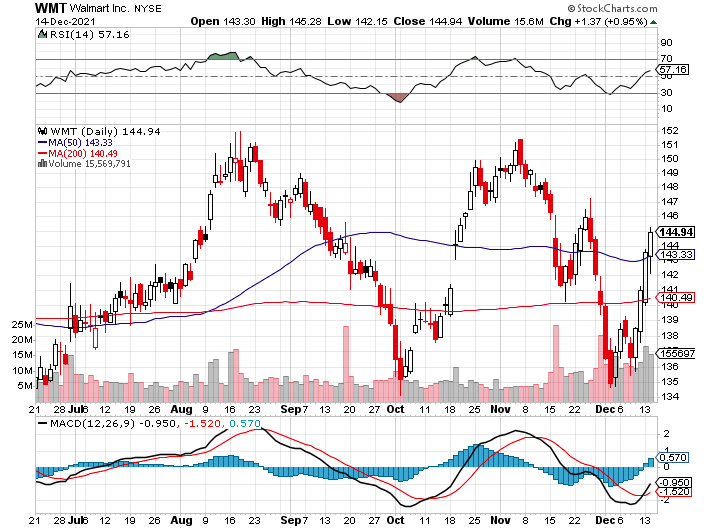 WMT Walmart Inc. NYSE © StockCharts.com
14-Dec-2021 Open 143.30 High 145.28 Low 142.15 Close 144.94 Volume 15.6M Chg +1.37 (+0.95%)
RSI(14) 57.16
90
70
57.16
50
30
10
WMT (Daily) 144.94
MA(50) 143.33
MA(200) 140.49
Volume 15,569,791
152
151
150
149
148
147
146
144.94
144
143.33
143
142
141
140.49
140
139
138
137
155697
136
135
134
25M
20M
15M
10M
5M
21 28 Jul 6 12 19 26 Aug 9 16 23 Sep 7 13 20 27 Oct 11 18 25 Nov 8 15 22 Dec 6 13
MACD(12,26,9) -0.950, -1.520, 0.570
2
1
0.570
0
-0.950
-1.520
-2
21 28 Jul 6 12 19 26 Aug 9 16 23 Sep 7 13 20 27 Oct 11 18 25 Nov 8 15 22 Dec 6 13